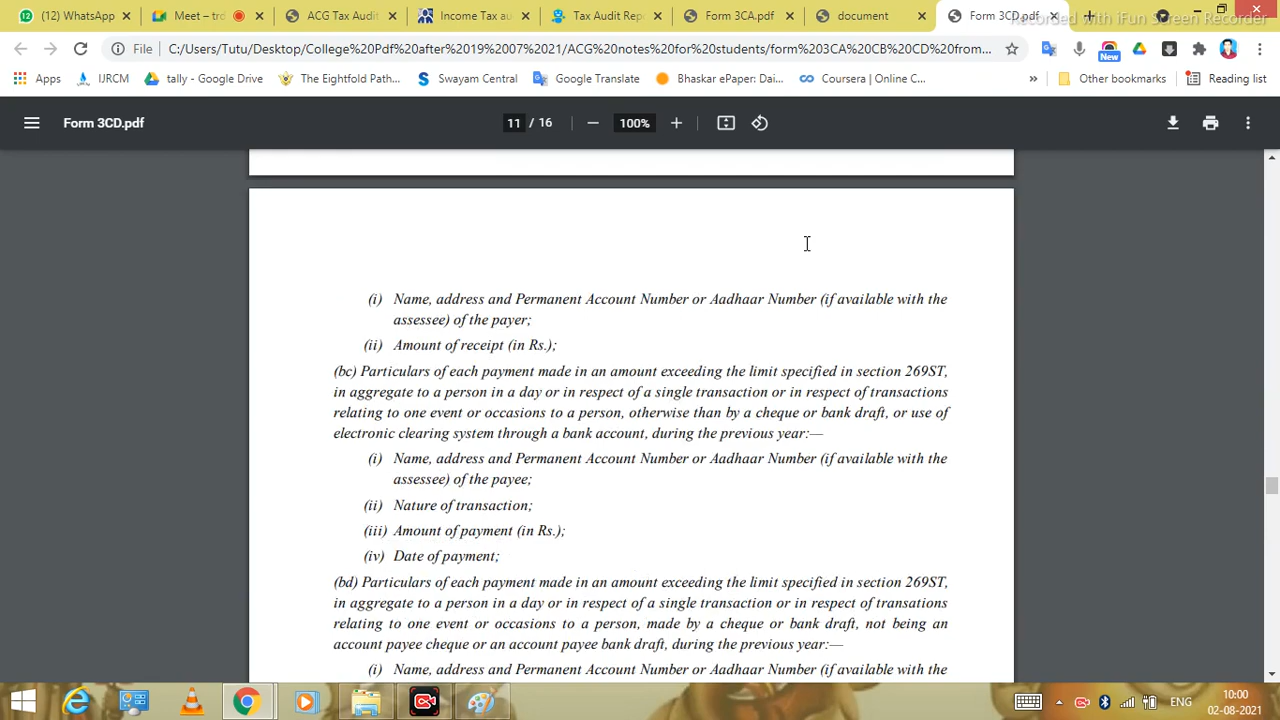 (12) WhatsApp
Meet – trd
ACG Tax Audit
Income Tax au
Tax Audit Rep
Form 3CA.pdf
document
Form 3CD.pdf
Recorded with iFun Screen Recorder
File
C:/Users/Tutu/Desktop/College%20Pdf%20after%202019%2007%2021/ACG%20notes%20for%20students/form%203CA%20CB%20CD%20from...
New
Apps
IJRCM
tally - Google Drive
The Eightfold Path...
Swayam Central
Google Translate
Bhaskar ePaper: Dai...
Coursera | Online C...
»
Other bookmarks
Reading list
Form 3CD.pdf
11 / 16
100%
(i) Name, address and Permanent Account Number or Aadhaar Number (if available with the
assessee) of the payer;
(ii) Amount of receipt (in Rs.);
(bc) Particulars of each payment made in an amount exceeding the limit specified in section 269ST,
in aggregate to a person in a day or in respect of a single transaction or in respect of transactions
relating to one event or occasions to a person, otherwise than by a cheque or bank draft, or use of
electronic clearing system through a bank account, during the previous year:—
(i) Name, address and Permanent Account Number or Aadhaar Number (if available with the
assessee) of the payee;
(ii) Nature of transaction;
(iii) Amount of payment (in Rs.);
(iv) Date of payment;
(bd) Particulars of each payment made in an amount exceeding the limit specified in section 269ST,
in aggregate to a person in a day or in respect of a single transaction or in respect of transations
relating to one event or occasions to a person, made by a cheque or bank draft, not being an
account payee cheque or an account payee bank draft, during the previous year:—
(i) Name, address and Permanent Account Number or Aadhaar Number (if available with the
ENG
10:00
02-08-2021